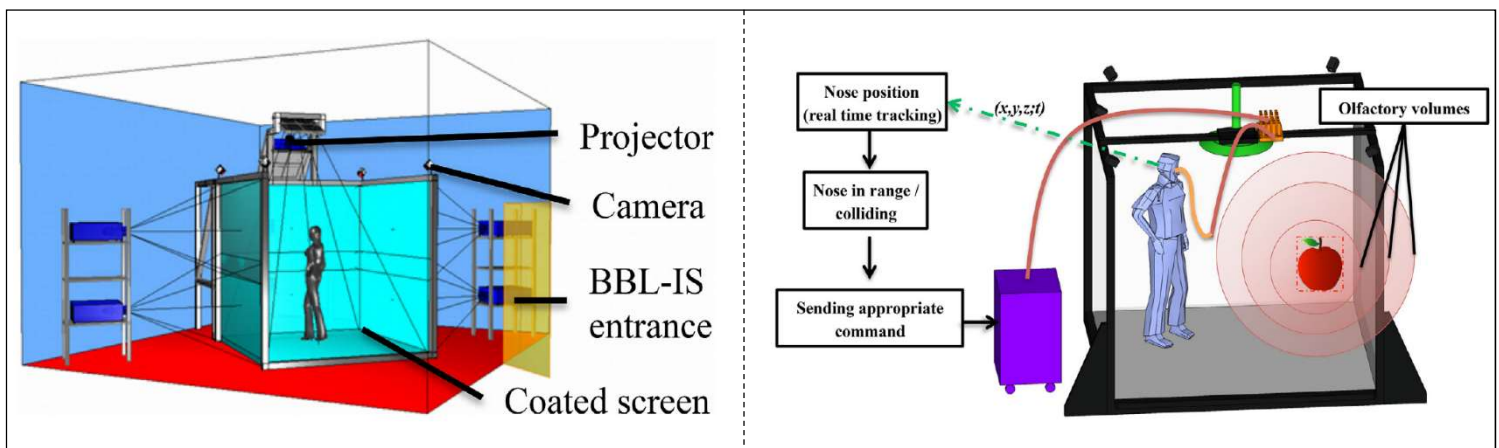 Projector
Camera
BBL-IS
entrance
Coated screen
Nose position
(real time tracking)
(x,y,z;t)
Olfactory volumes
Nose in range /
colliding
Sending appropriate
command